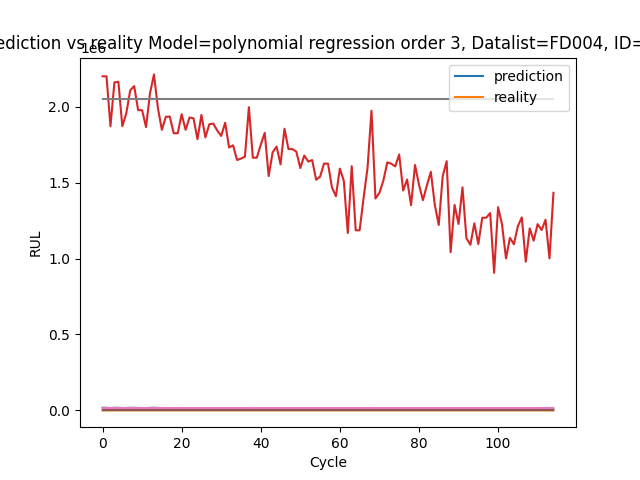 ediction vs reality Model=polynomial regression order 3, Datalist=FD004, ID=
1e6
prediction
reality
2.0
1.5
1.0
0.5
0.0
RUL
0 20 40 60 80 100
Cycle